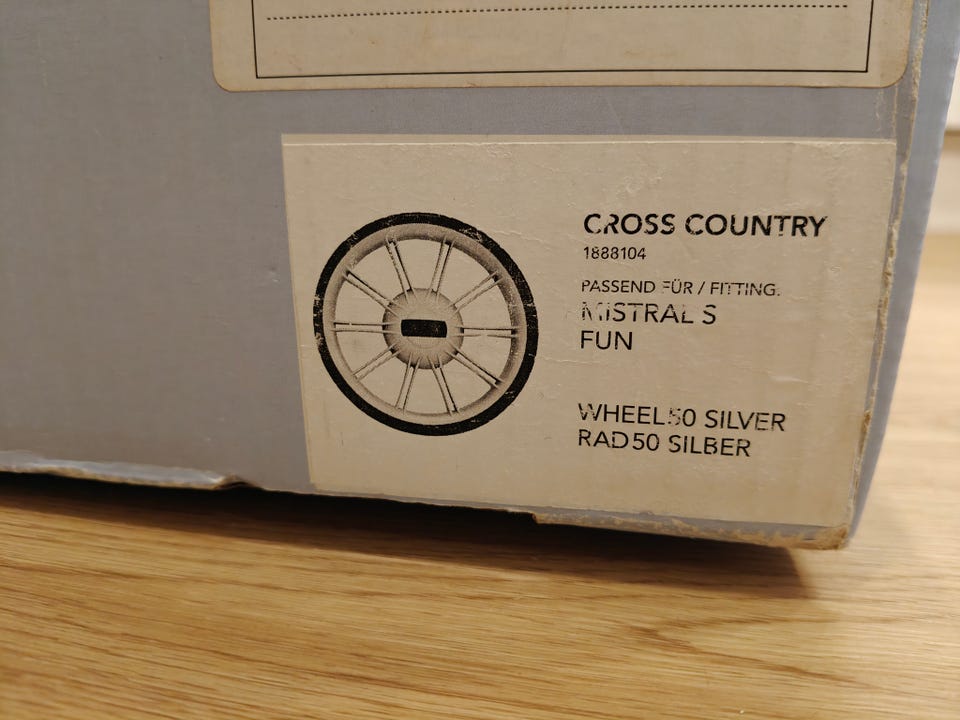 CROSS COUNTRY
1888104
PASSEND FÜR / FITTING:
MISTRAL S
FUN
WHEEL50 SILVER
RAD50 SILBER